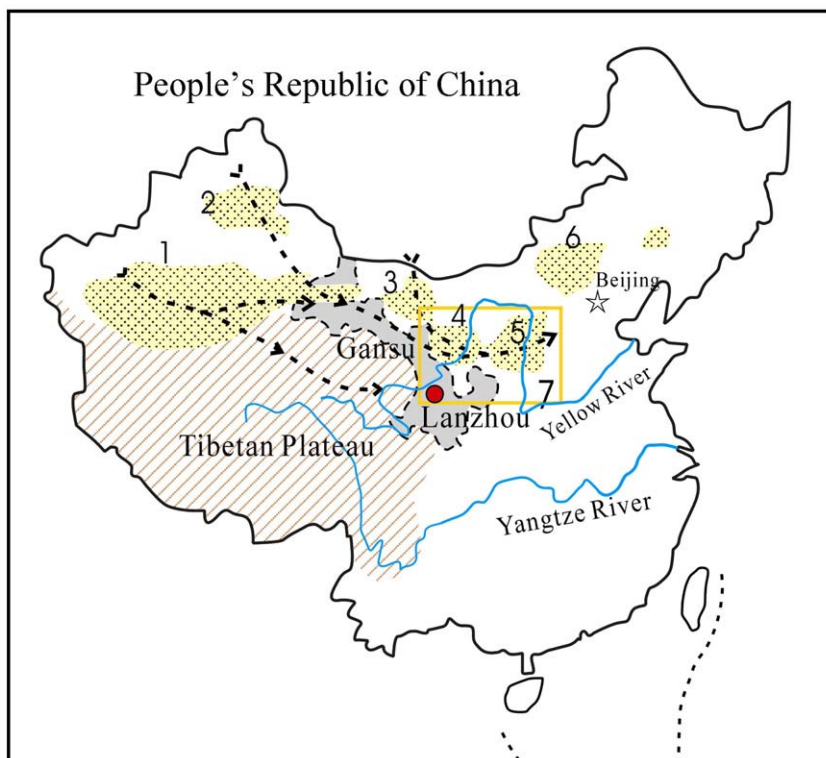 People's Republic of China
2
1
6
3
Beijing
4
5
Gansu
7
Lanzhou
Yellow River
Tibetan Plateau
Yangtze River